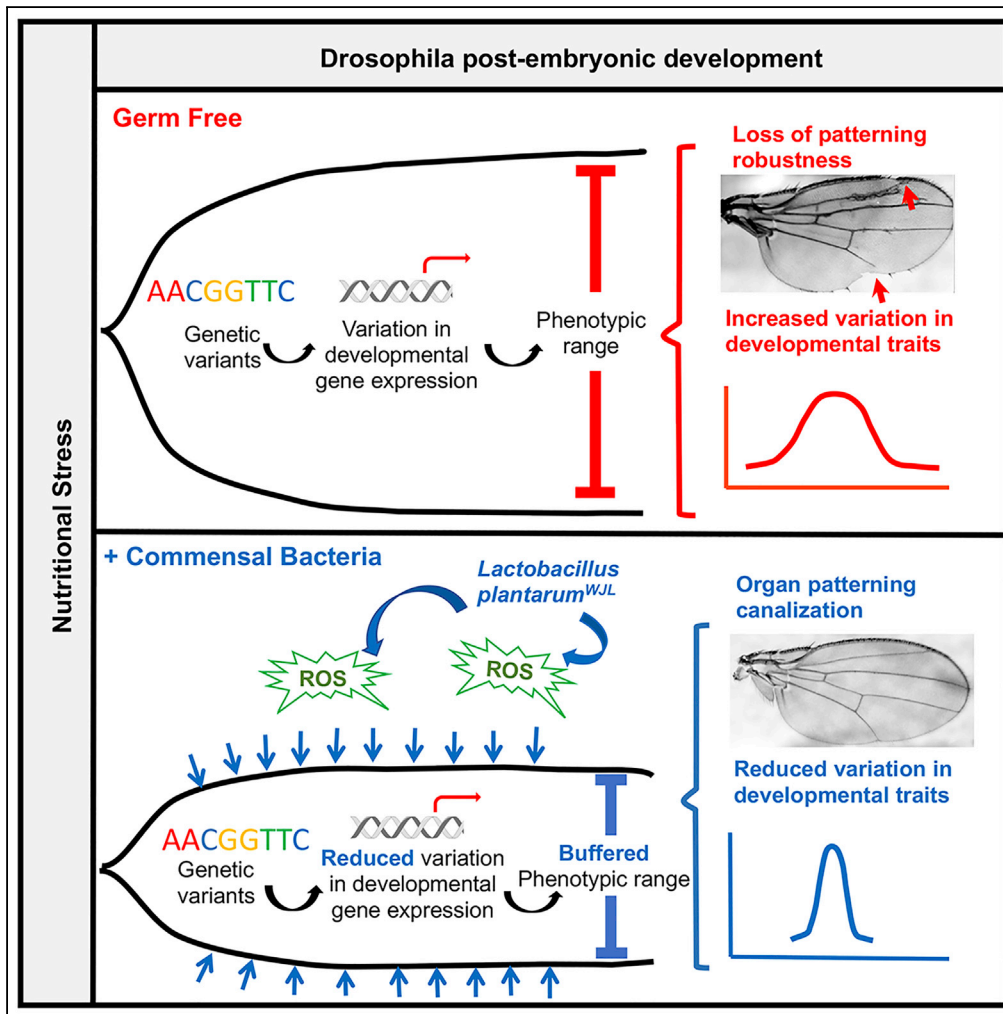 Drosophila post-embryonic development
Nutritional Stress
Germ Free
AACGGTTC
Genetic
variants
Variation in
developmental
gene expression
Phenotypic
range
Loss of patterning
robustness
Increased variation in
developmental traits
+ Commensal Bacteria
Lactobacillus
plantarumWJL
ROS
ROS
AACGGTTC
Genetic
variants
Reduced variation
in developmental
gene expression
Buffered
Phenotypic range
Organ patterning
canalization
Reduced variation in
developmental traits